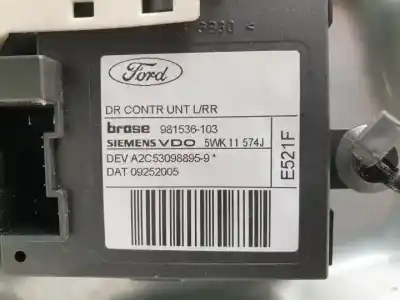 Ford
DR CONTR UNT L/RR
brose 981536-103
SIEMENS VDO 5WK 11 574J
DEV A2C53098895-9 *
DAT 09252005
E521F